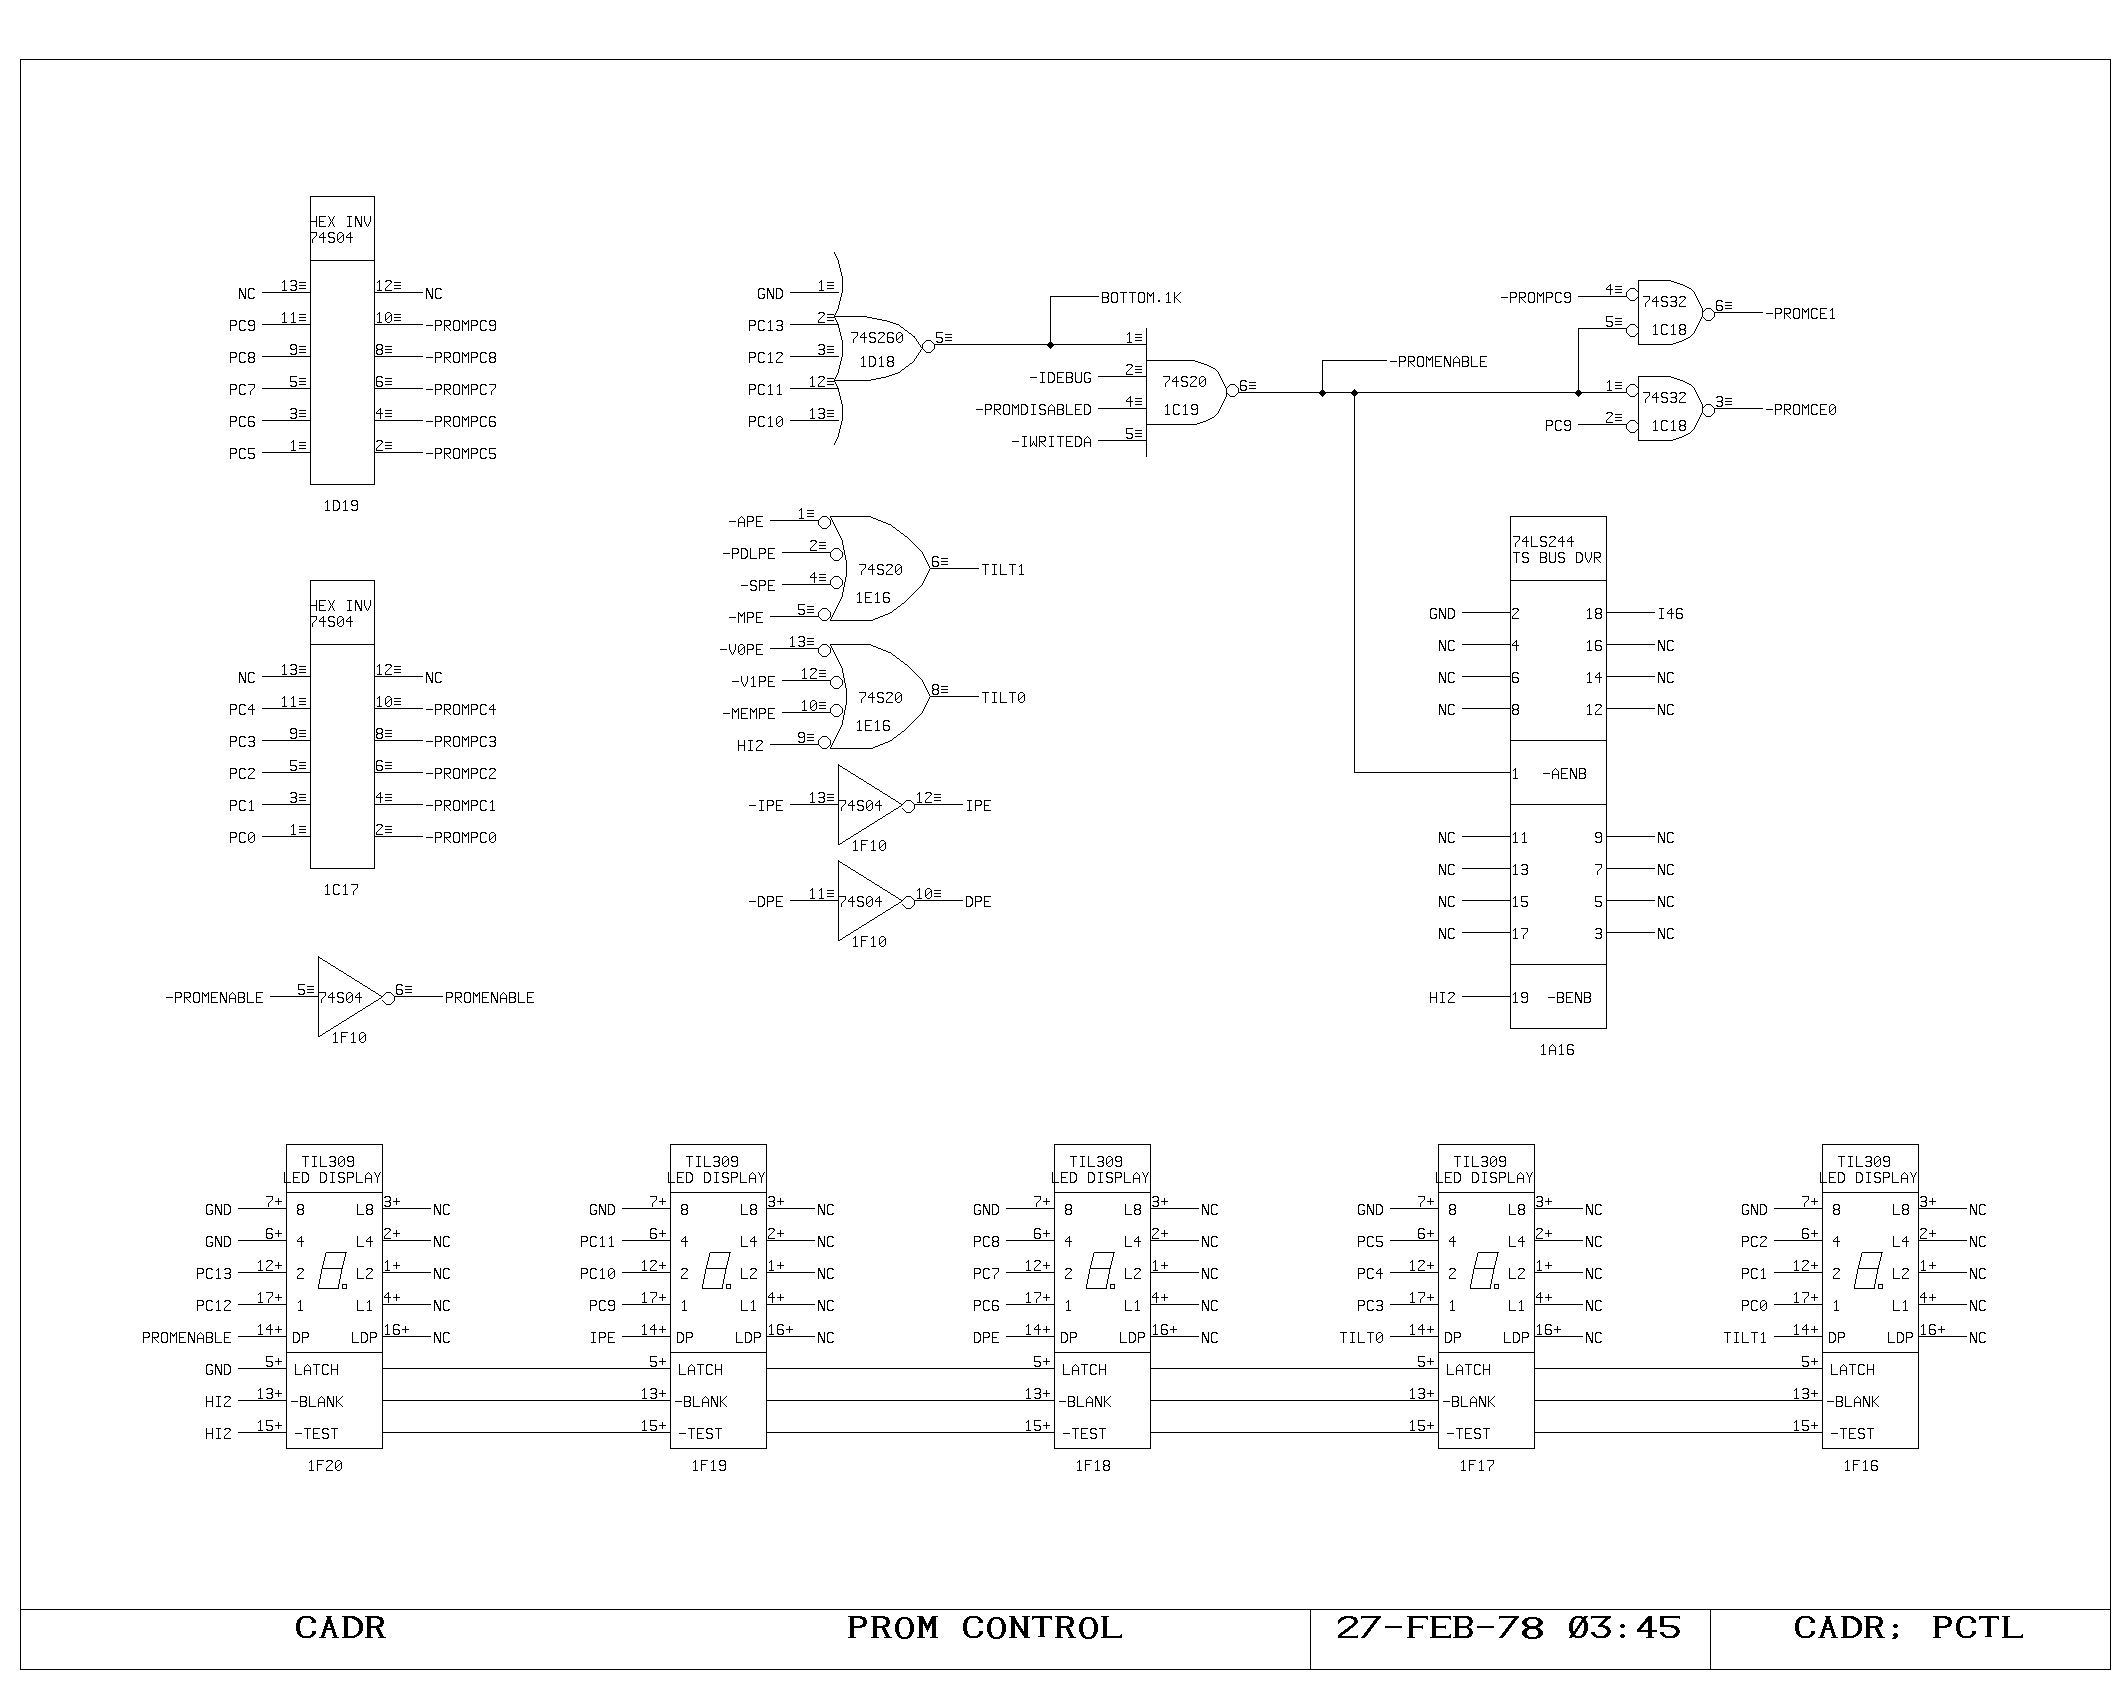 HEX INV
74S04
NC 13≡ 12≡ NC
PC9 11≡ 10≡ -PROMPC9
PC8 9≡ 8≡ -PROMPC8
PC7 5≡ 6≡ -PROMPC7
PC6 3≡ 4≡ -PROMPC6
PC5 1≡ 2≡ -PROMPC5
1D19
HEX INV
74S04
NC 13≡ 12≡ NC
PC4 11≡ 10≡ -PROMPC4
PC3 9≡ 8≡ -PROMPC3
PC2 5≡ 6≡ -PROMPC2
PC1 3≡ 4≡ -PROMPC1
PC0 1≡ 2≡ -PROMPC0
1C17
-PROMENABLE 5≡ 74S04 6≡ PROMENABLE
1F10
GND 1≡
PC13 2≡
PC12 3≡
PC11 12≡
PC10 13≡
74S260
1D18
5≡
BOTTOM.1K
1≡
-IDEBUG 2≡
-PROMDISABLED 4≡
-IWRITEDA 5≡
74S20
1C19
6≡
-PROMENABLE
-PROMPC9 4≡
5≡
74S32
1C18
6≡ -PROMCE1
1≡
PC9 2≡
74S32
1C18
3≡ -PROMCE0
-APE 1≡
-PDLPE 2≡
-SPE 4≡
-MPE 5≡
74S20
1E16
6≡ TILT1
-V0PE 13≡
-V1PE 12≡
-MEMPE 10≡
HI2 9≡
74S20
1E16
8≡ TILT0
-IPE 13≡ 74S04 12≡ IPE
1F10
-DPE 11≡ 74S04 10≡ DPE
1F10
74LS244
TS BUS DVR
GND 2 18 I46
NC 4 16 NC
NC 6 14 NC
NC 8 12 NC
1 -AENB
NC 11 9 NC
NC 13 7 NC
NC 15 5 NC
NC 17 3 NC
HI2 19 -BENB
1A16
TIL309
LED DISPLAY
GND 7+ 8 L8 3+ NC
GND 6+ 4 L4 2+ NC
PC13 12+ 2 L2 1+ NC
PC12 17+ 1 L1 4+ NC
PROMENABLE 14+ DP LDP 16+ NC
GND 5+ LATCH
HI2 13+ -BLANK
HI2 15+ -TEST
1F20
TIL309
LED DISPLAY
GND 7+ 8 L8 3+ NC
PC11 6+ 4 L4 2+ NC
PC10 12+ 2 L2 1+ NC
PC9 17+ 1 L1 4+ NC
IPE 14+ DP LDP 16+ NC
5+ LATCH
13+ -BLANK
15+ -TEST
1F19
TIL309
LED DISPLAY
GND 7+ 8 L8 3+ NC
PC8 6+ 4 L4 2+ NC
PC7 12+ 2 L2 1+ NC
PC6 17+ 1 L1 4+ NC
DPE 14+ DP LDP 16+ NC
5+ LATCH
13+ -BLANK
15+ -TEST
1F18
TIL309
LED DISPLAY
GND 7+ 8 L8 3+ NC
PC5 6+ 4 L4 2+ NC
PC4 12+ 2 L2 1+ NC
PC3 17+ 1 L1 4+ NC
TILT0 14+ DP LDP 16+ NC
5+ LATCH
13+ -BLANK
15+ -TEST
1F17
TIL309
LED DISPLAY
GND 7+ 8 L8 3+ NC
PC2 6+ 4 L4 2+ NC
PC1 12+ 2 L2 1+ NC
PC0 17+ 1 L1 4+ NC
TILT1 14+ DP LDP 16+ NC
5+ LATCH
13+ -BLANK
15+ -TEST
1F16
CADR
PROM CONTROL
27-FEB-78 Ø3:45
CADR; PCTL